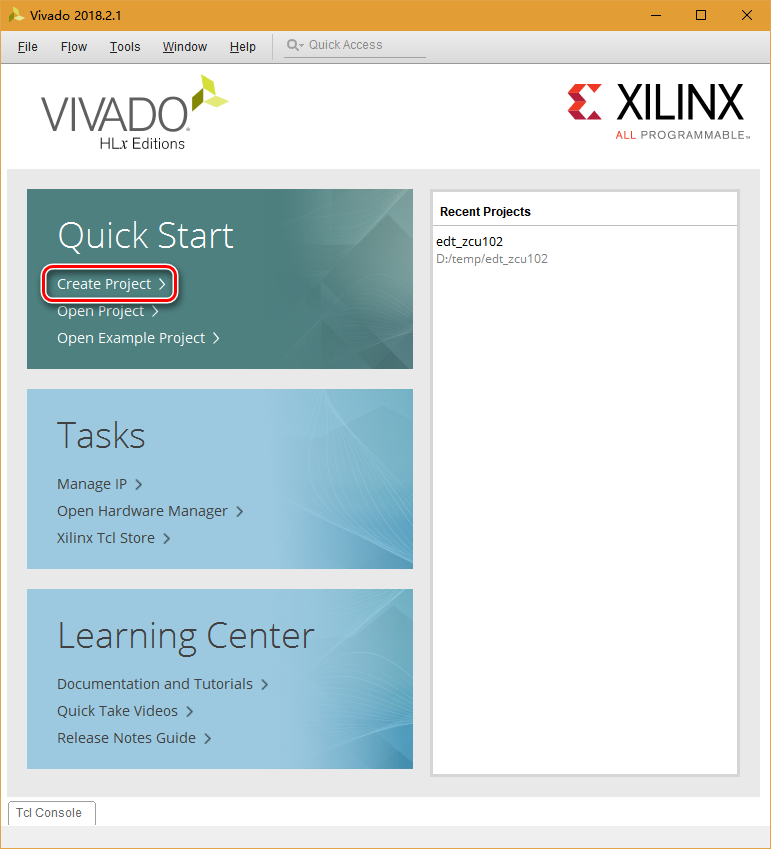 Vivado 2018.2.1
File Flow Tools Window Help Quick Access
VIVADO.
HLx Editions
XILINX
ALL PROGRAMMABLE™
Quick Start
Create Project >
Open Project >
Open Example Project >
Tasks
Manage IP >
Open Hardware Manager >
Xilinx Tcl Store >
Learning Center
Documentation and Tutorials >
Quick Take Videos >
Release Notes Guide >
Recent Projects
edt_zcu102
D:/temp/edt_zcu102
Tcl Console